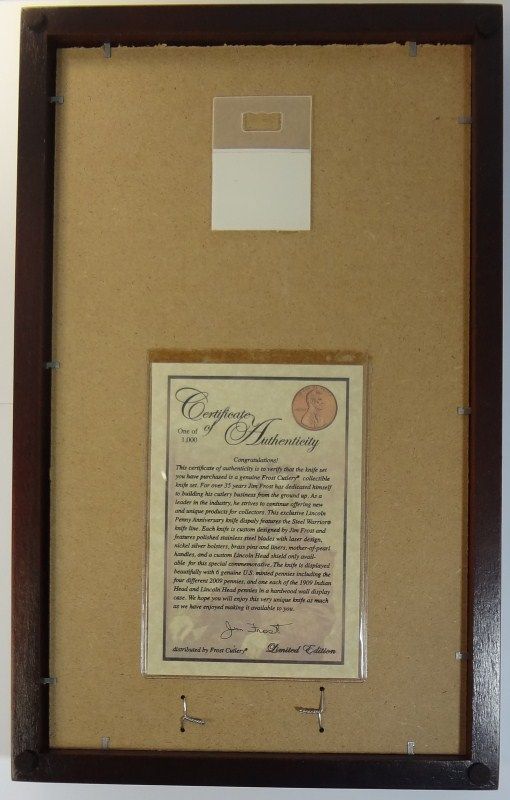 Certificate
of
Authenticity
One of
1,000
Congratulations!
This certificate of authenticity is to verify that the knife set
you have purchased is a genuine Frost Cutlery® collectible
knife set. For over 35 years Jim Frost has dedicated himself
to building his cutlery business from the ground up. As a
leader in the industry, he strives to continue offering new
and unique products for collectors. This exclusive Lincoln
Penny Anniversary knife dispaly features the Steel Warrior®
knife line. Each knife is custom designed by Jim Frost and
features polished stainless steel blades with laser design,
nickel silver bolsters, brass pins and liners, mother-of-pearl
handles, and a custom Lincoln shield only avail-
able for this special commemorative. The knife is displayed
beautifully with 6 genuine U.S. minted pennies including the
four different 2009 pennies, and one each of the 1909 Indian
Head and Lincoln Head pennies in a hardwood wall display
case. We hope you will enjoy this very unique knife as much
as we have enjoyed making it available to you.
Jim Frost
distributed by Frost Cutlery® Limited Edition